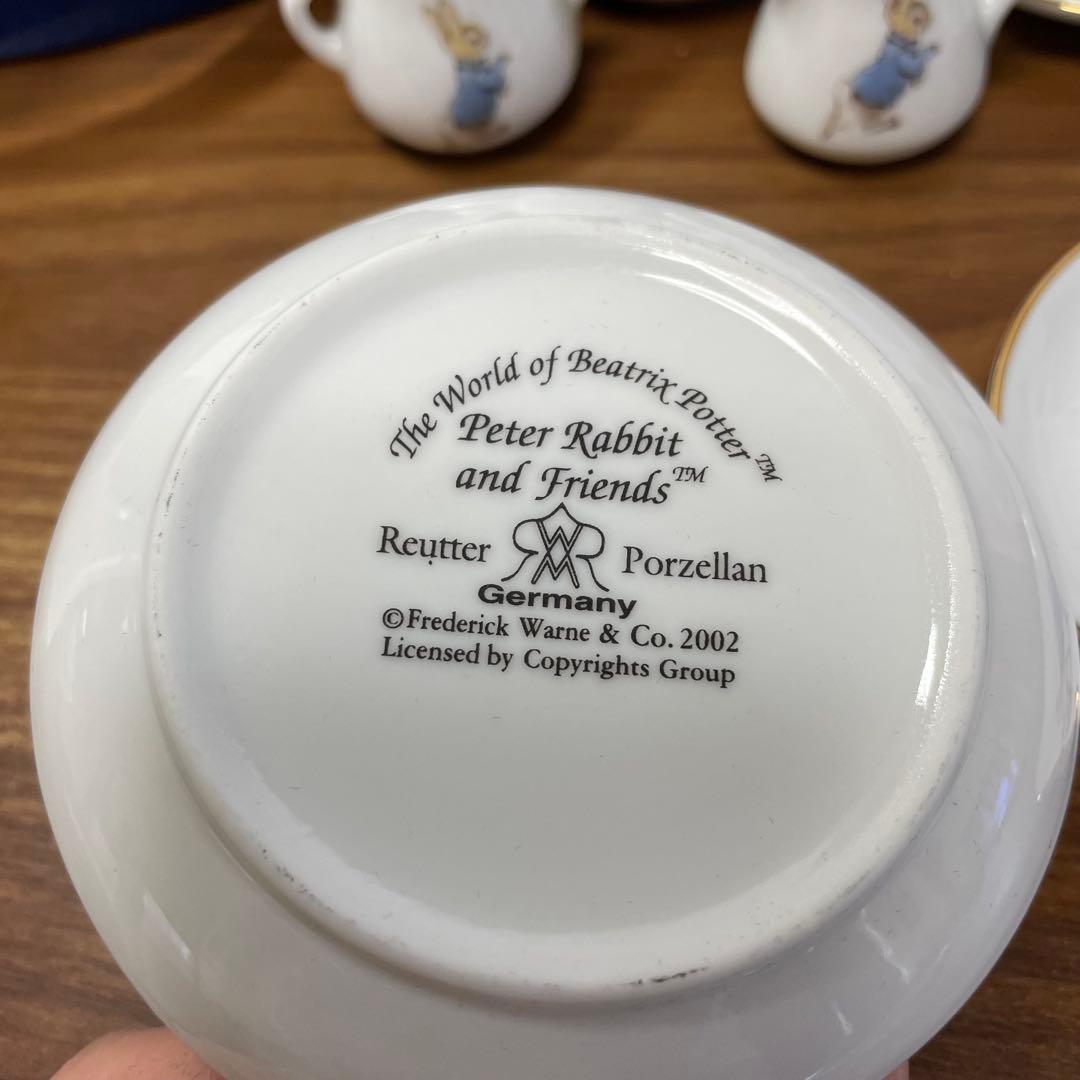 The World of Beatrix Potter™
Peter Rabbit
and Friends™
Reutter Porzellan
Germany
©Frederick Warne & Co. 2002
Licensed by Copyrights Group